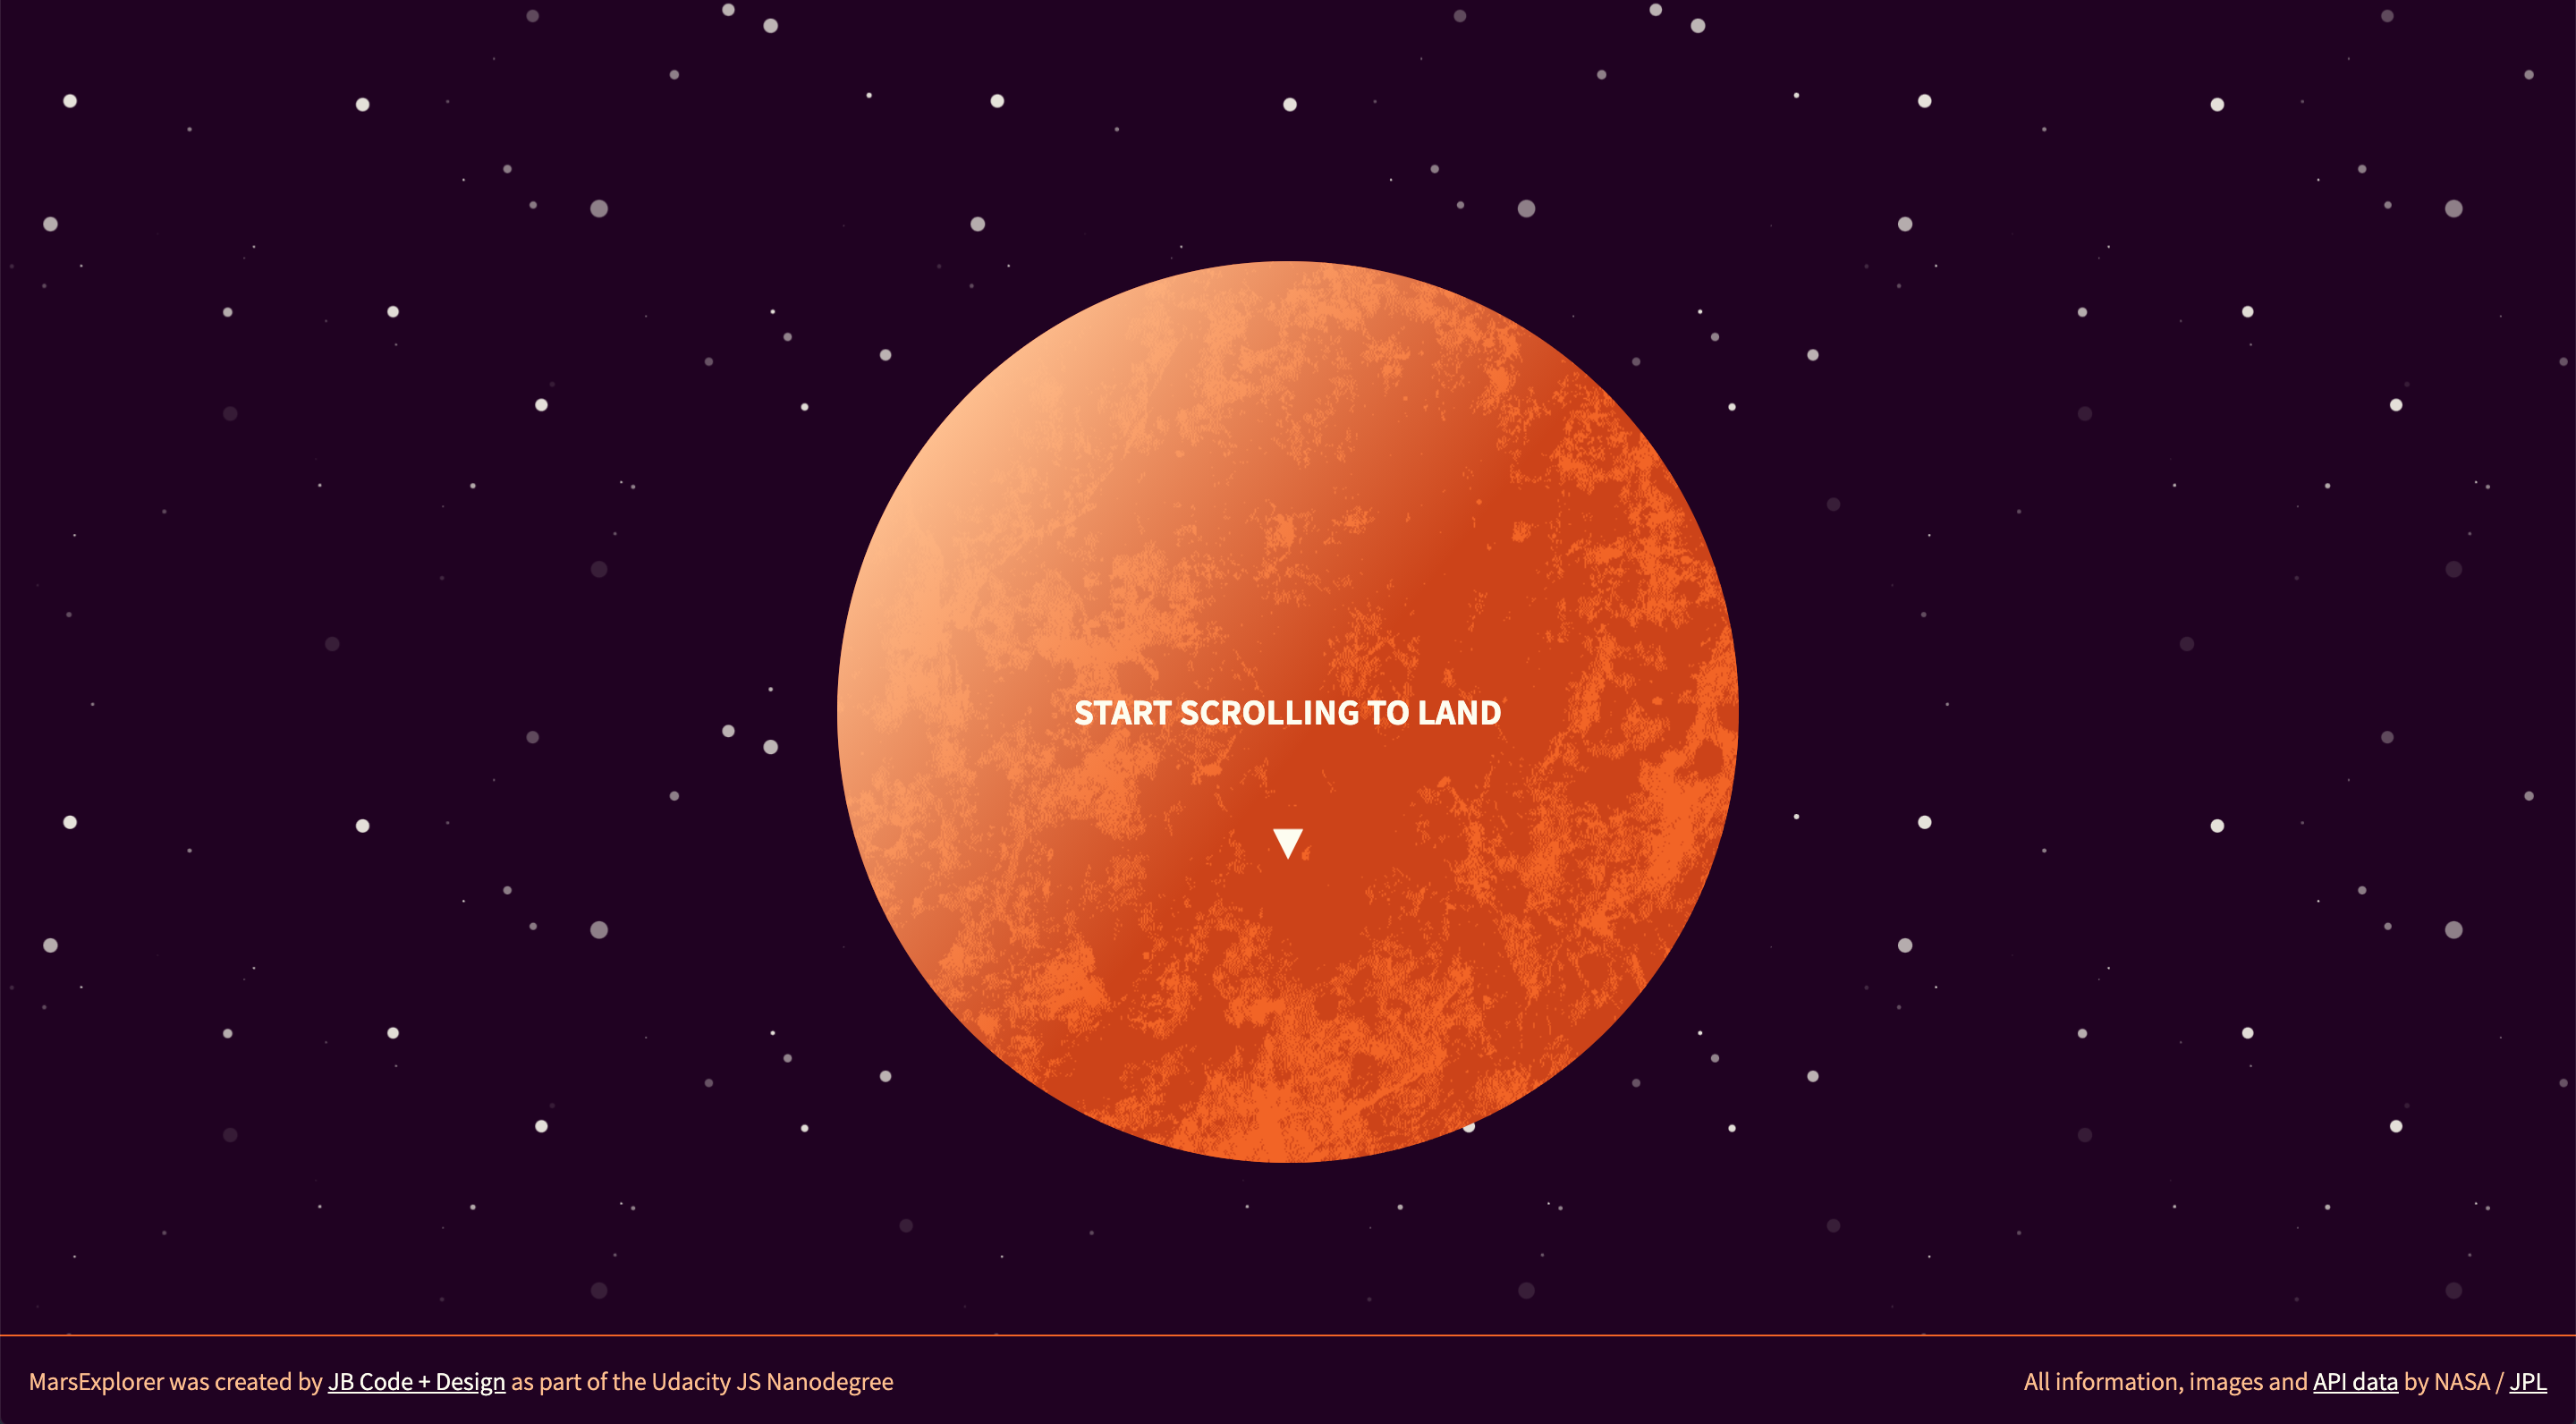 START SCROLLING TO LAND
MarsExplorer was created by JB Code + Design as part of the Udacity JS Nanodegree
All information, images and API data by NASA / JPL